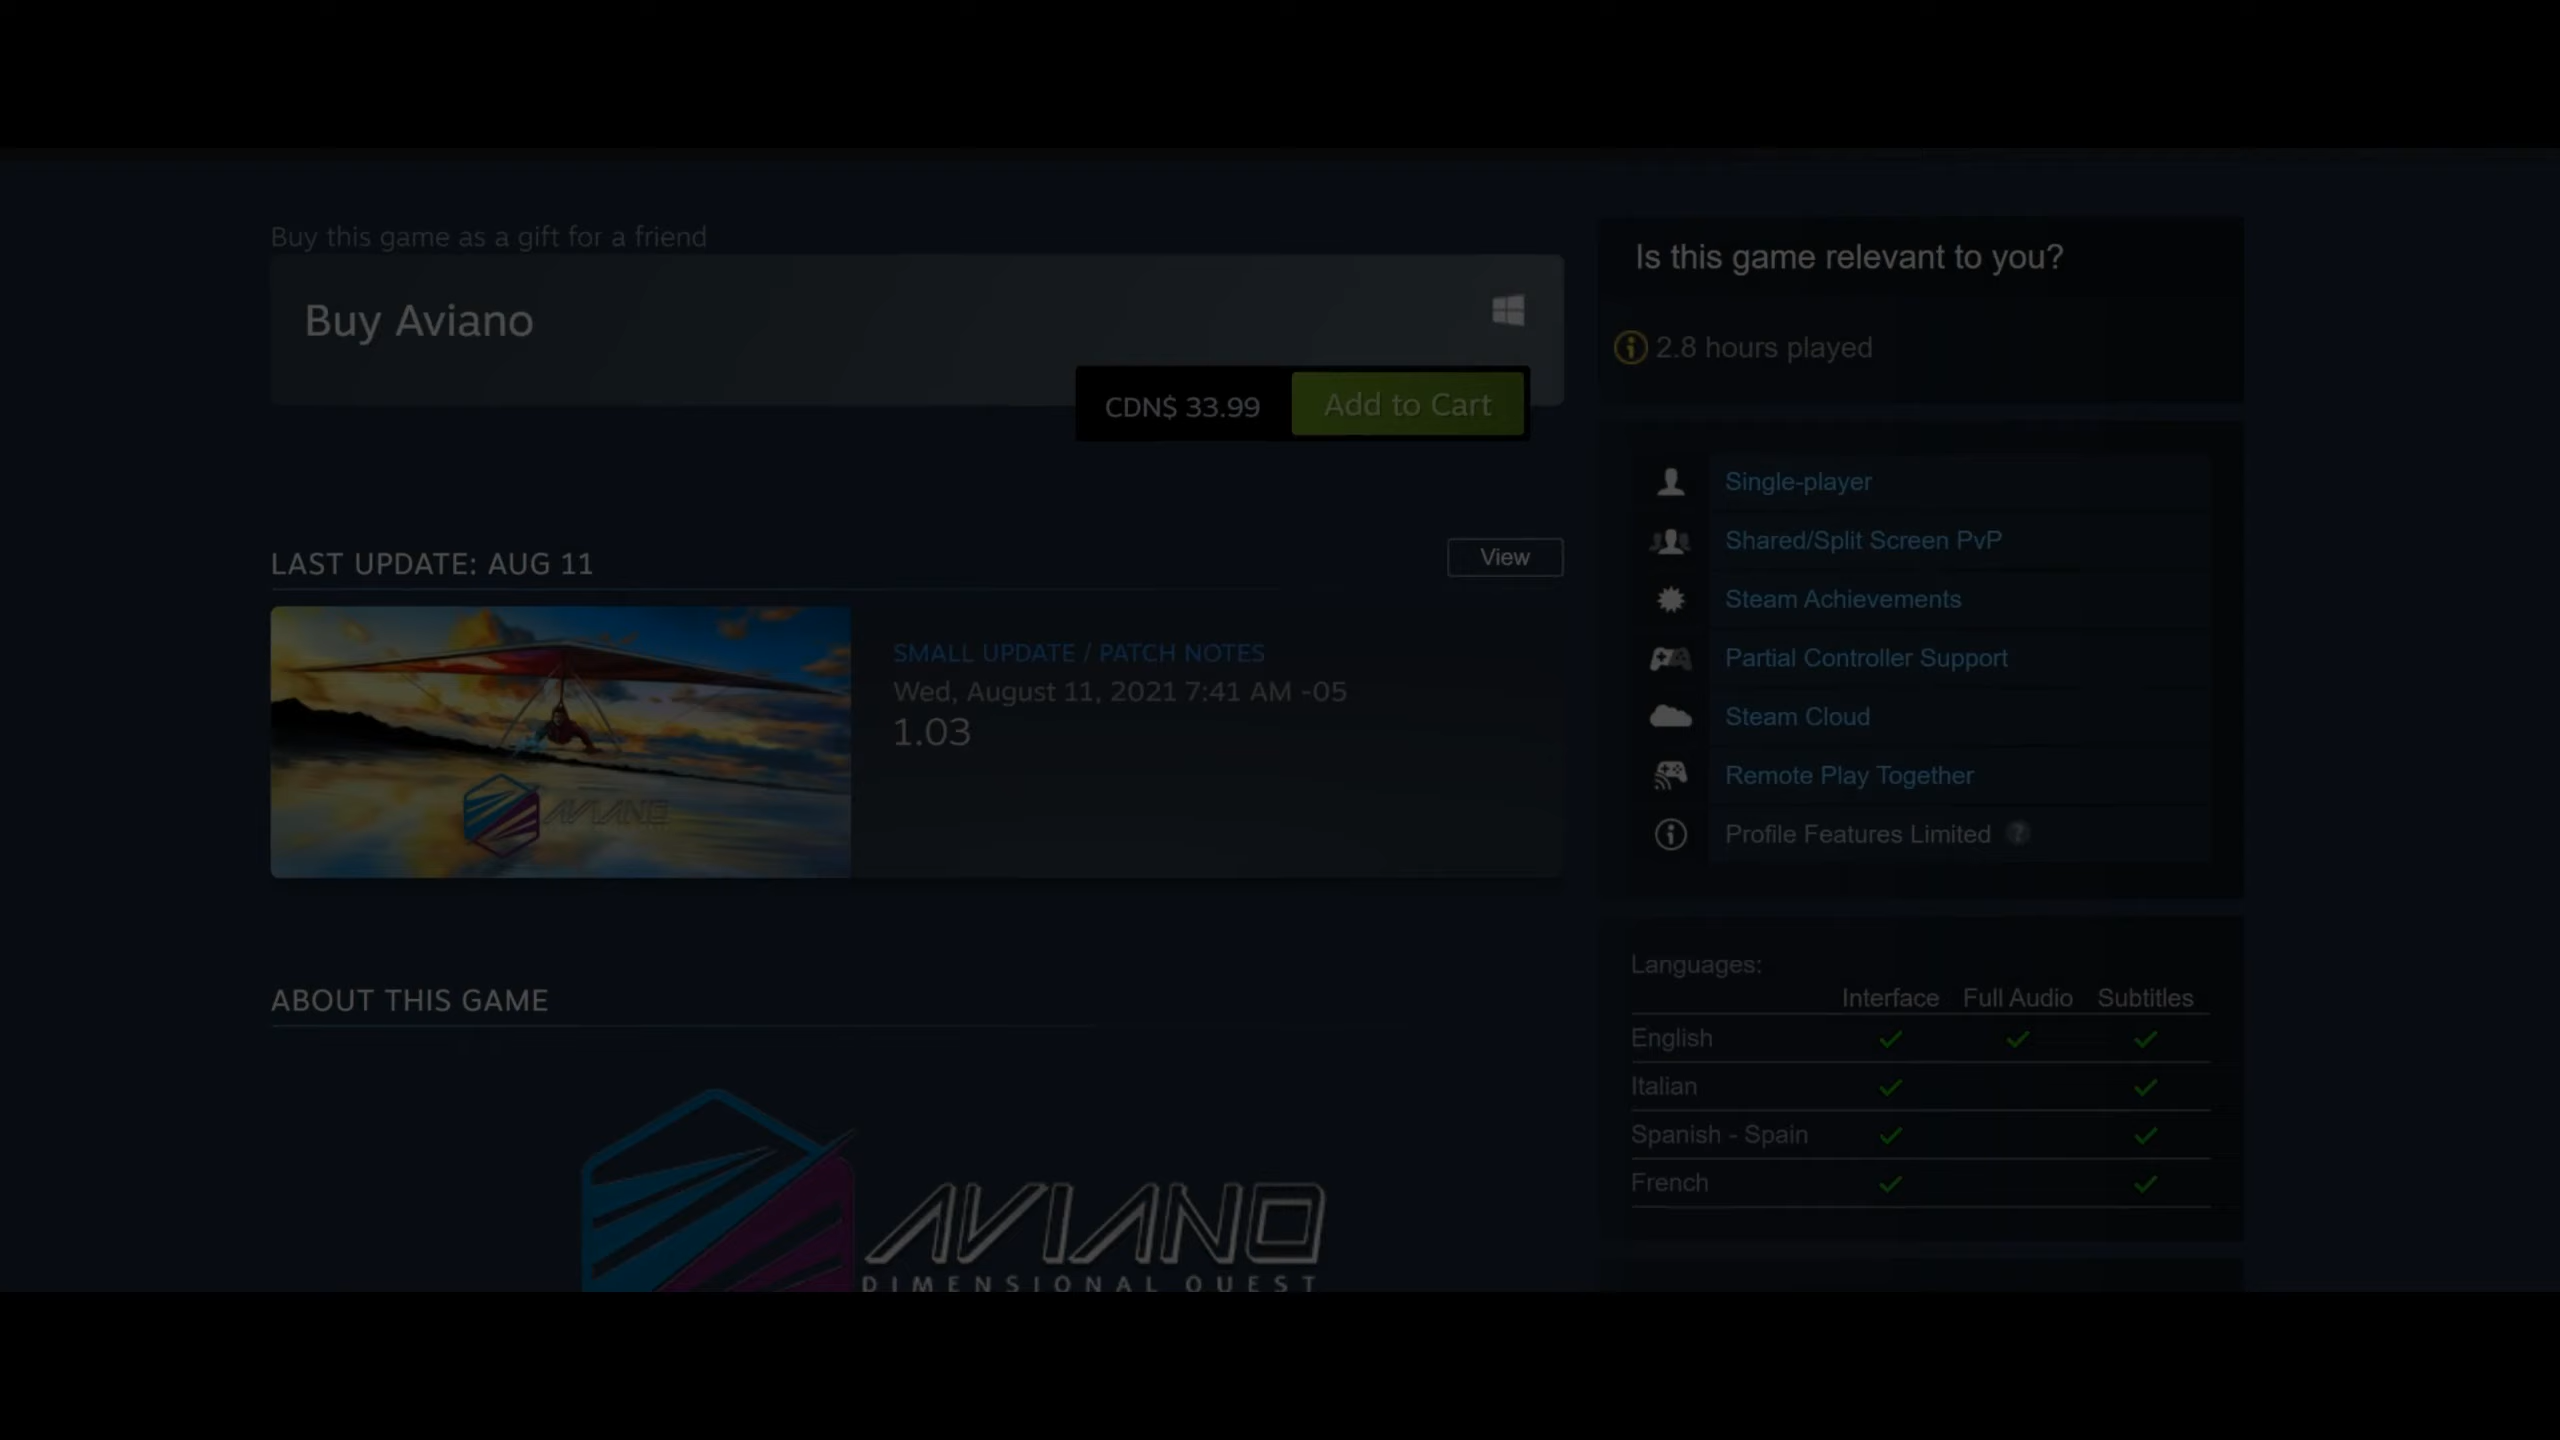 Buy this game as a gift for a friend
Buy Aviano
CDN$ 33.99
Add to Cart
LAST UPDATE: AUG 11
View
SMALL UPDATE / PATCH NOTES
Wed, August 11, 2021 7:41 AM -05
1.03
AVIANO
ABOUT THIS GAME
AVIANO
DIMENSIONAL QUEST
Is this game relevant to you?
2.8 hours played
Single-player
Shared/Split Screen PvP
Steam Achievements
Partial Controller Support
Steam Cloud
Remote Play Together
Profile Features Limited ?
Languages:
Interface Full Audio Subtitles
English
Italian
Spanish - Spain
French